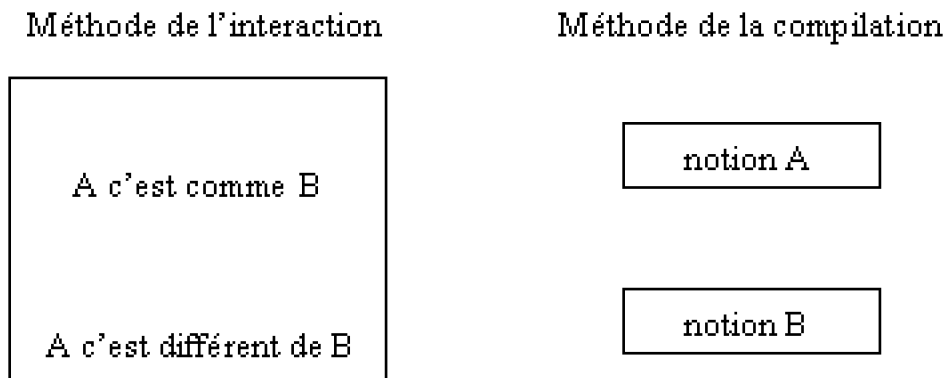 Méthode de l'interaction
A c'est comme B
A c'est différent de B
Méthode de la compilation
notion A
notion B